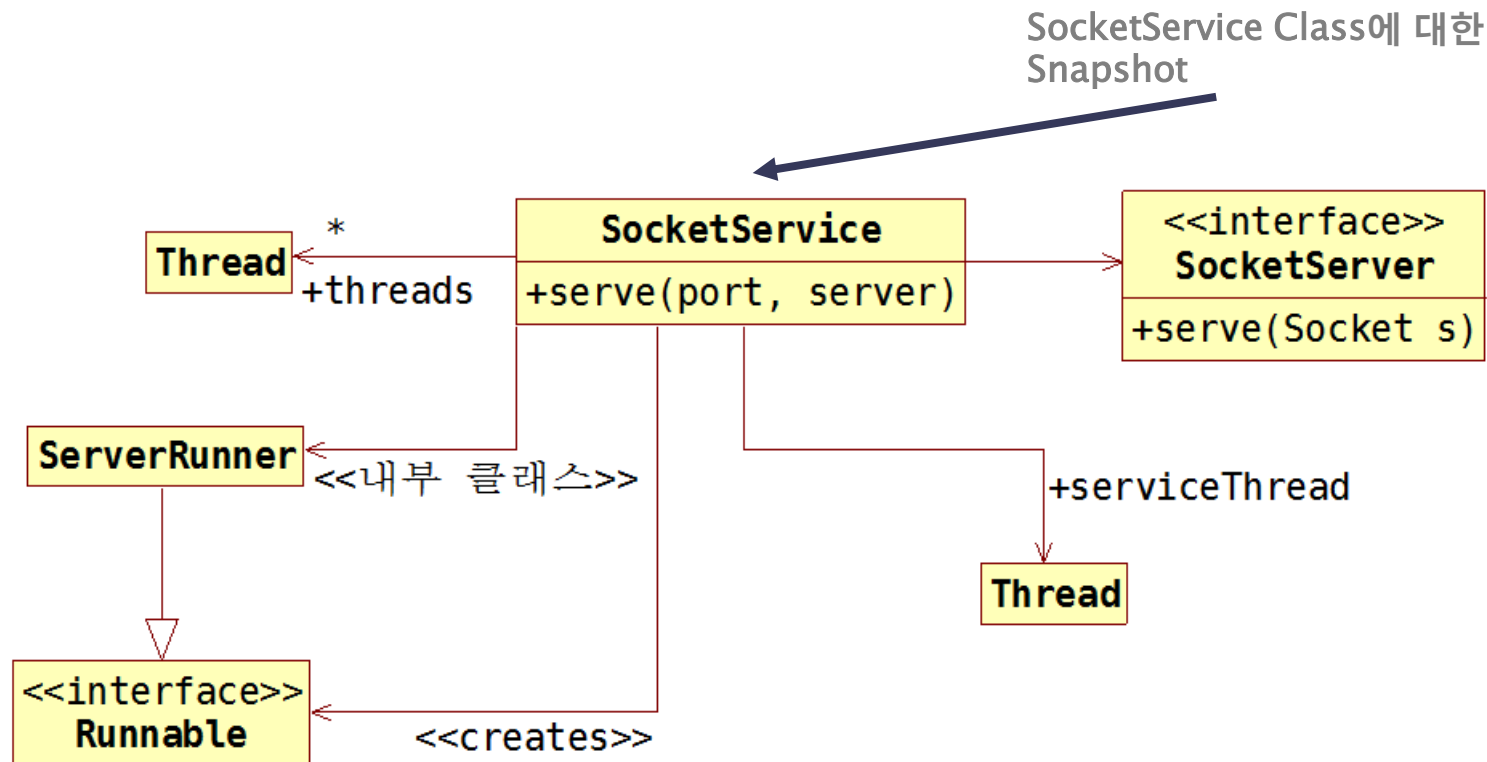 SocketService Class에 대한
Snapshot
*
Thread
+threads
SocketService
+serve(port, server)
<<interface>>
SocketServer
+serve(Socket s)
ServerRunner
<<내부 클래스>>
+serviceThread
Thread
<<interface>>
Runnable
<<creates>>